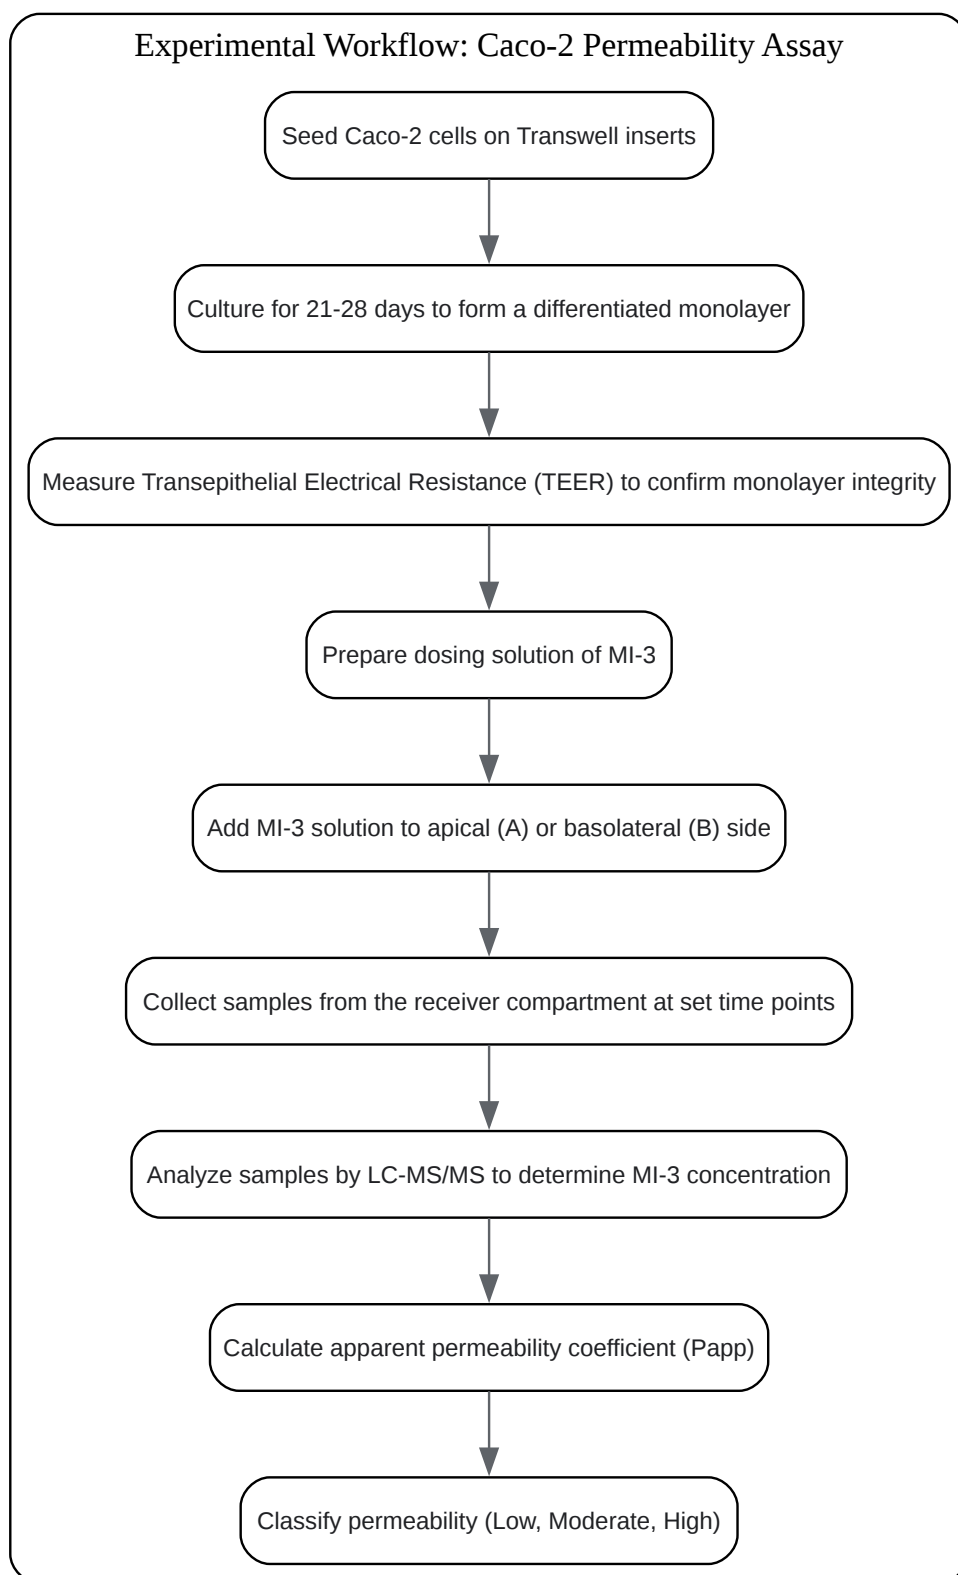 Experimental Workflow: Caco-2 Permeability Assay
Seed Caco-2 cells on Transwell inserts
Culture for 21-28 days to form a differentiated monolayer
Measure Transepithelial Electrical Resistance (TEER) to confirm monolayer integrity
Prepare dosing solution of MI-3
Add MI-3 solution to apical (A) or basolateral (B) side
Collect samples from the receiver compartment at set time points
Analyze samples by LC-MS/MS to determine MI-3 concentration
Calculate apparent permeability coefficient (Papp)
Classify permeability (Low, Moderate, High)